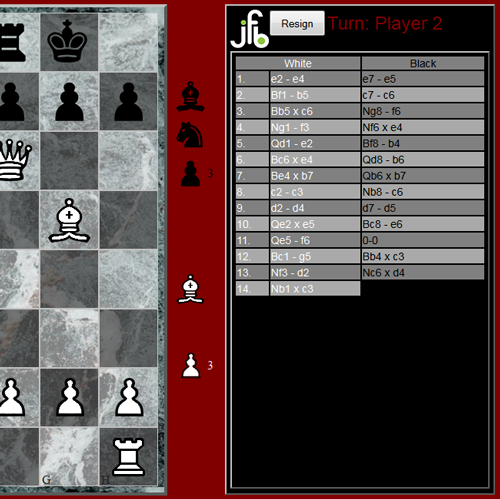 jfb Resign Turn: Player 2
White Black
1. e2 - e4 e7 - e5
2. Bf1 - b5 c7 - c6
3. Bb5 x c6 Ng8 - f6
4. Ng1 - f3 Nf6 x e4
5. Qd1 - e2 Bf8 - b4
6. Bc6 x e4 Qd8 - b6
7. Be4 x b7 Qb6 x b7
8. c2 - c3 Nb8 - c6
9. d2 - d4 d7 - d5
10. Qe2 x e5 Bc8 - e6
11. Qe5 - f6 0-0
12. Bc1 - g5 Bb4 x c3
13. Nf3 - d2 Nc6 x d4
14. Nb1 x c3
3
3
G H